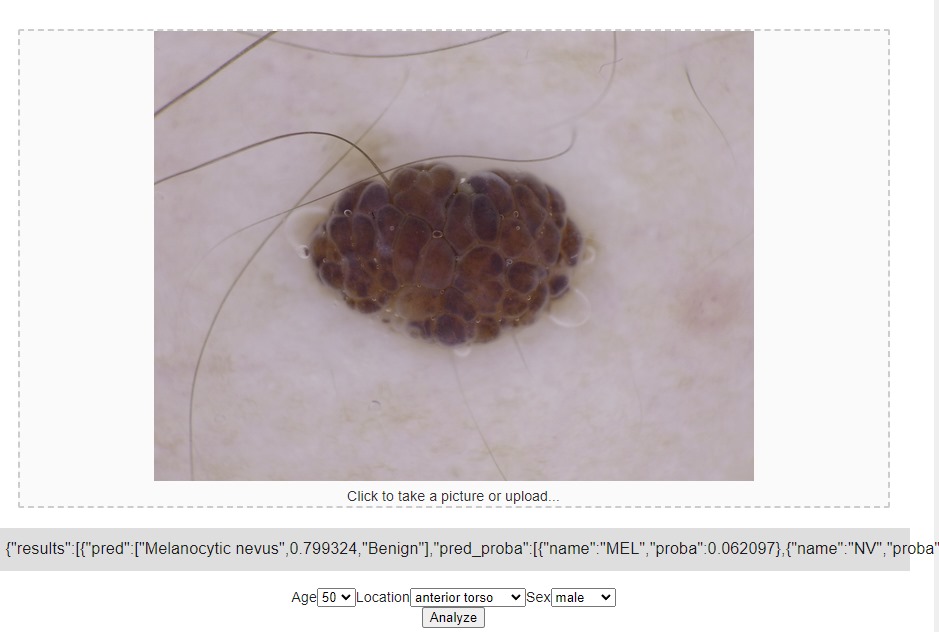 Click to take a picture or upload...
{"results":[{"pred":["Melanocytic nevus",0.799324,"Benign"],"pred_proba":[{"name":"MEL","proba":0.062097},{"name":"NV","proba"
Age 50 Location anterior torso Sex male
Analyze